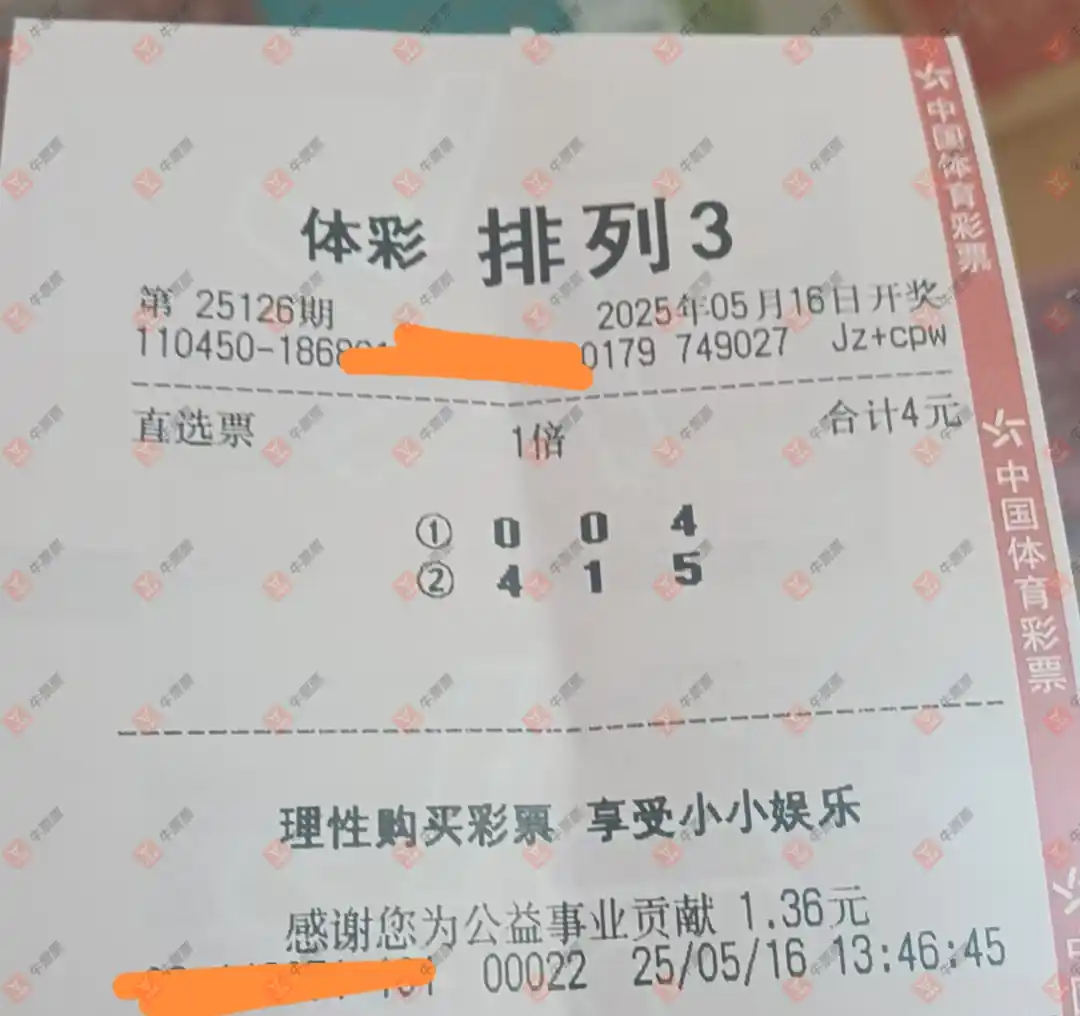 体彩 排列3
第 25126期 2025年05月16日开奖
110450-1868 0179 749027 Jz+cpw
直选票 1倍 合计4元
① 0 0 4
② 4 1 5
理性购买彩票 享受小小娱乐
感谢您为公益事业贡献 1.36元
00022 25/05/16 13:46:45
中国体育彩票
中国体育彩票
牛票票